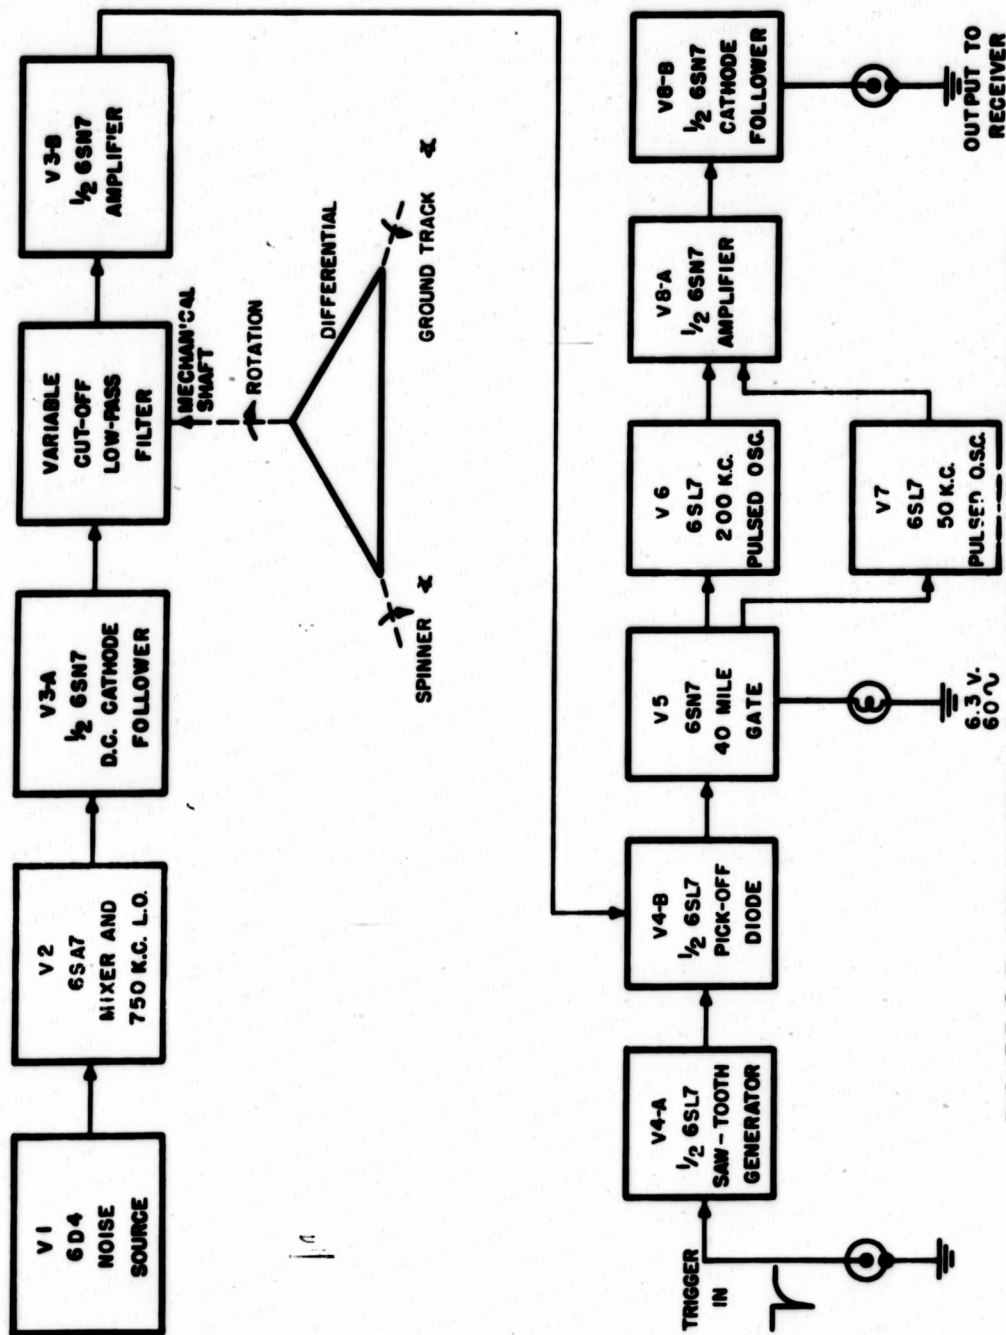 V1
6D4
NOISE
SOURCE
V2
6SA7
MIXER AND
750 K.C. L.O.
V3-A
½ 6SN7
D.C. CATHODE
FOLLOWER
VARIABLE
CUT-OFF
LOW-PASS
FILTER
V3-B
½ 6SN7
AMPLIFIER
MECHANICAL
SHAFT
ROTATION
DIFFERENTIAL
SPINNER ∝
GROUND TRACK ∝
TRIGGER
IN
V4-A
½ 6SL7
SAW-TOOTH
GENERATOR
V4-B
½ 6SL7
PICK-OFF
DIODE
V5
6SN7
40 MILE
GATE
6.3 V.
60~
V6
6SL7
200 K.C.
PULSED OSC.
V7
6SL7
50 K.C.
PULSED O.S.C.
V8-A
½ 6SN7
AMPLIFIER
V8-B
½ 6SN7
CATHODE
FOLLOWER
OUTPUT TO
RECEIVER